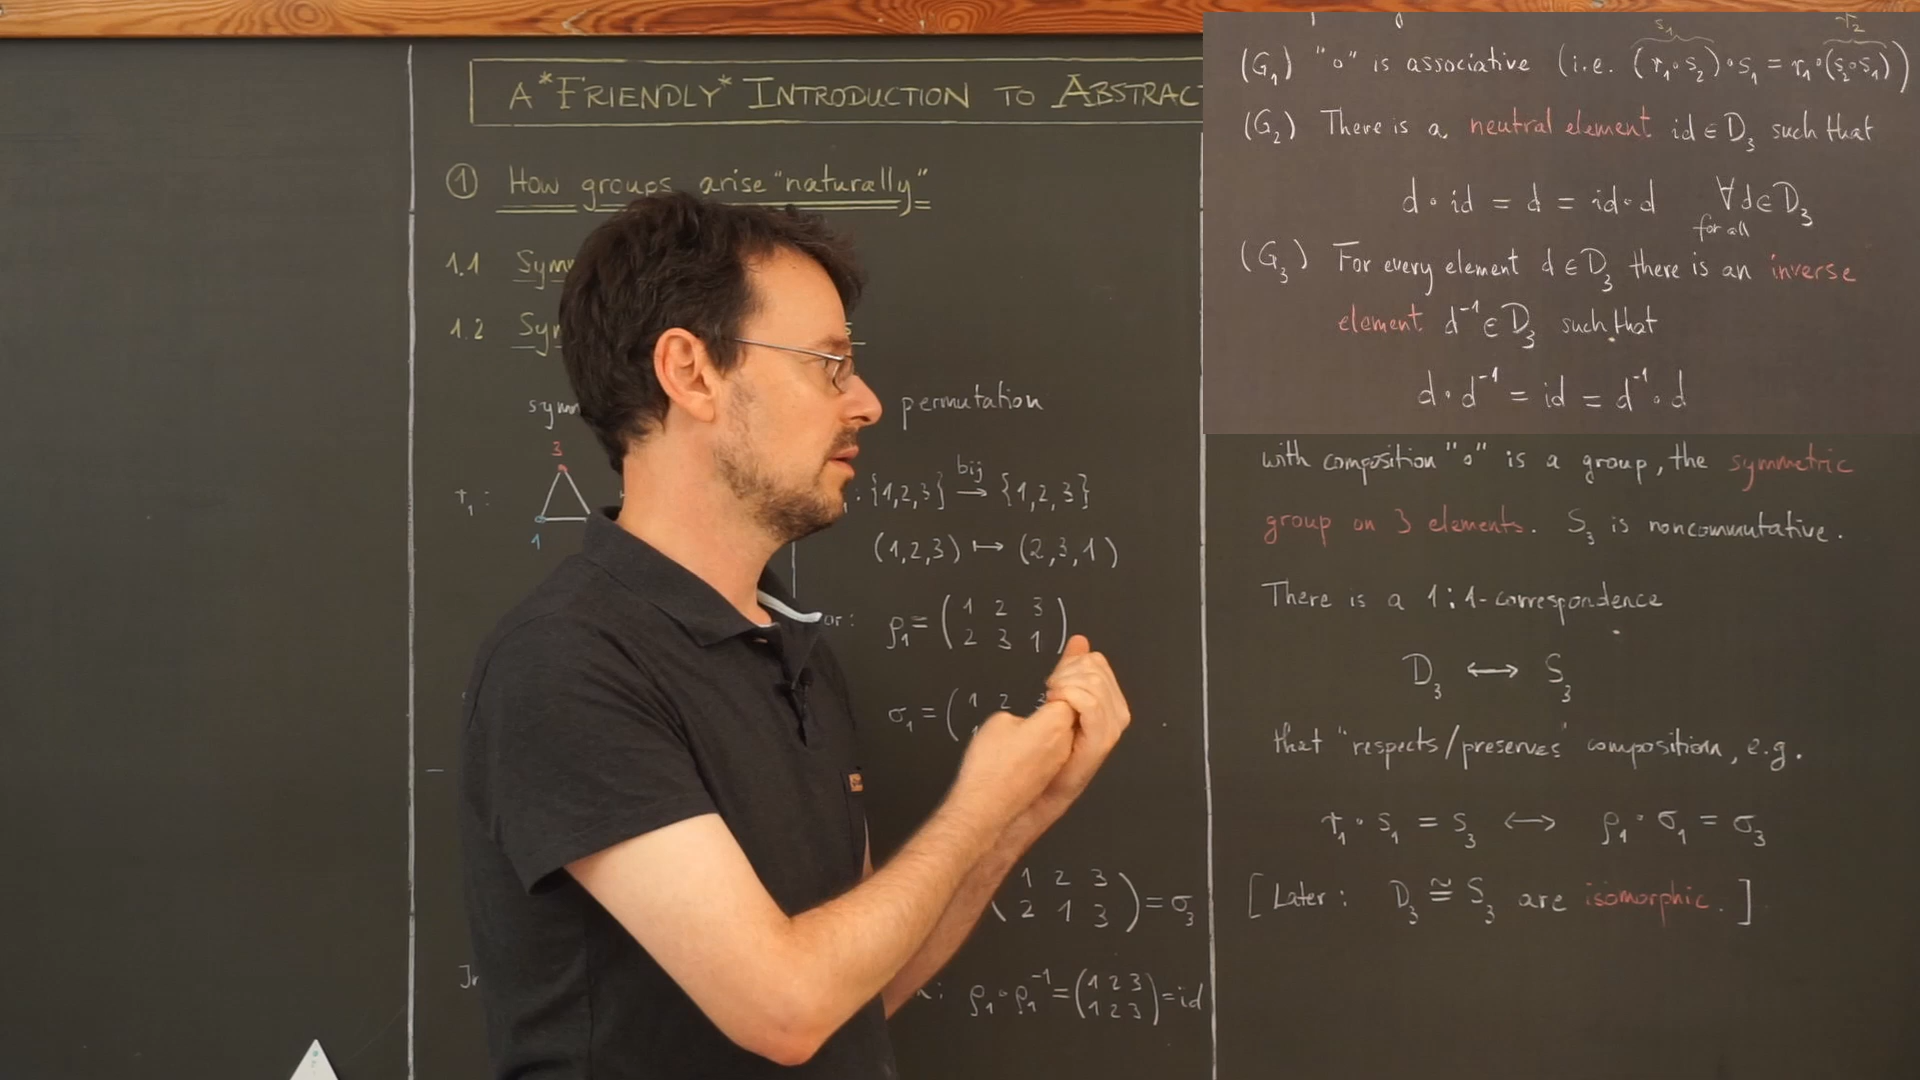 A *FRIENDLY* INTRODUCTION TO ABSTRAC
① How groups arise "naturally"
1.1 Sym
1.2 Sy
sym
permutation
3
r₁ :
1
: {1,2,3} bij→ {1,2,3}
(1,2,3) ↦ (2,3,1)
or: ρ₁ = ( 1 2 3 )
2 3 1
σ₁ = ( 1 2 3
1 2 3
2 1 3 ) = σ₃
ρ₁ ∘ ρ₁⁻¹ = ( 1 2 3 ) = id
1 2 3
s₁ r₂
(G₁) "∘" is associative (i.e. (r₁∘s₂)∘s₁ = r₁∘(s₂∘s₁))
(G₂) There is a neutral element id ∈ D₃ such that
d ∘ id = d = id ∘ d ∀d ∈ D₃
for all
(G₃) For every element d ∈ D₃ there is an inverse
element d⁻¹ ∈ D₃ such that
d ∘ d⁻¹ = id = d⁻¹ ∘ d
with composition "∘" is a group, the symmetric
group on 3 elements. S₃ is noncommutative.
There is a 1:1-correspondence
D₃ ↔ S₃
that "respects/preserves" composition, e.g.
r₁ ∘ s₁ = s₃ ↔ ρ₁ ∘ σ₁ = σ₃
[Later: D₃ ≅ S₃ are isomorphic.]